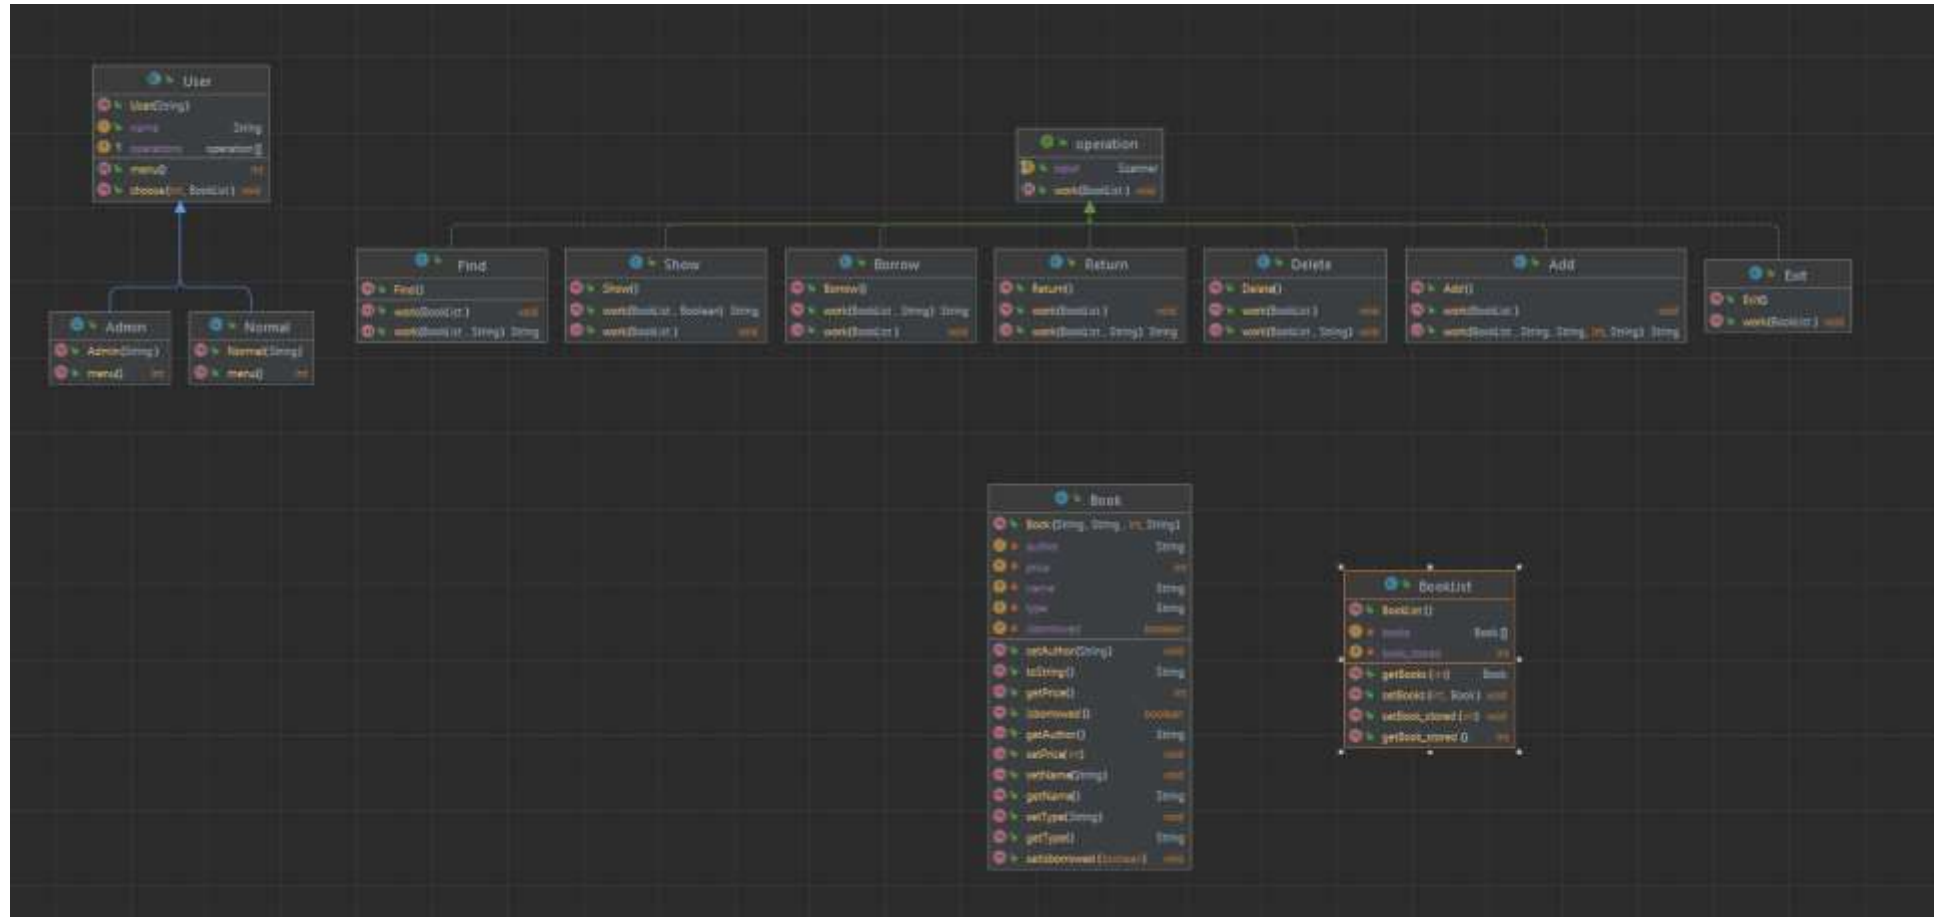 User
User(String)
name String
operations operation[]
menu() int
choose(int, BookList) void
operation
input Scanner
work(BookList) void
Find
Find()
work(BookList) void
work(BookList, String) String
Show
Show()
work(BookList, Boolean) String
work(BookList) void
Borrow
Borrow()
work(BookList, String) String
work(BookList) void
Return
Return()
work(BookList) void
work(BookList, String) String
Delete
Delete()
work(BookList) void
work(BookList, String) void
Add
Add()
work(BookList) void
work(BookList, String, String, int, String) String
Exit
Exit()
work(BookList) void
Admin
Admin(String)
menu() int
Normal
Normal(String)
menu() int
Book
Book(String, String, int, String)
author String
price int
name String
type String
isborrowed boolean
setAuthor(String) void
toString() String
getPrice() int
isborrowed() boolean
getAuthor() String
setPrice(int) void
setName(String) void
getName() String
setType(String) void
getType() String
setIsborrowed(boolean) void
BookList
BookList()
books Book[]
book_stored int
getBooks(int) Book
setBooks(int, Book) void
setBook_stored(int) void
getBook_stored() int